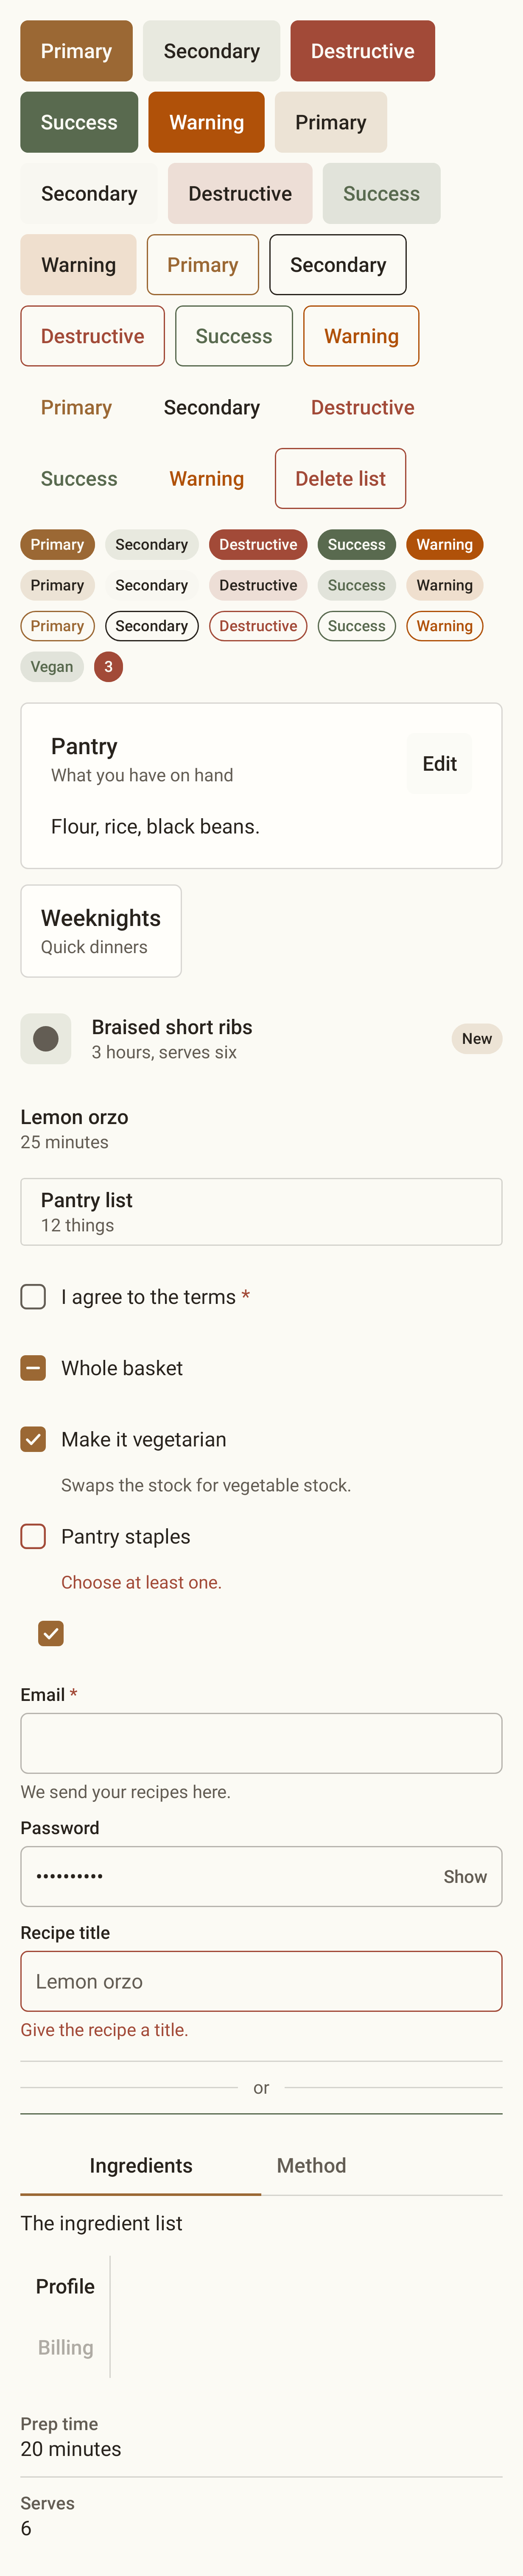 Primary Secondary Destructive
Success Warning Primary
Secondary Destructive Success
Warning Primary Secondary
Destructive Success Warning
Primary Secondary Destructive
Success Warning Delete list
Primary Secondary Destructive Success Warning
Primary Secondary Destructive Success Warning
Primary Secondary Destructive Success Warning
Vegan 3
Pantry
What you have on hand
Edit
Flour, rice, black beans.
Weeknights
Quick dinners
Braised short ribs
3 hours, serves six
New
Lemon orzo
25 minutes
Pantry list
12 things
I agree to the terms *
Whole basket
Make it vegetarian
Swaps the stock for vegetable stock.
Pantry staples
Choose at least one.
Email *
We send your recipes here.
Password
•••••••••• Show
Recipe title
Lemon orzo
Give the recipe a title.
or
Ingredients Method
The ingredient list
Profile
Billing
Prep time
20 minutes
Serves
6